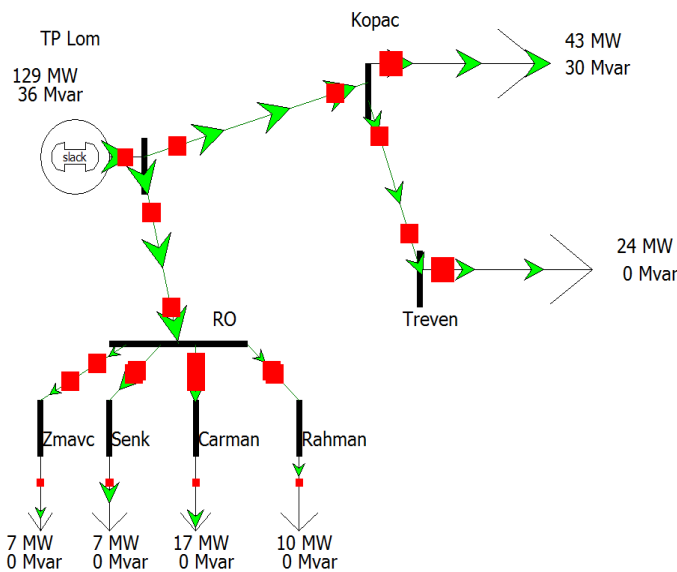 TP Lom
129 MW
36 Mvar
slack
Kopac
43 MW
30 Mvar
24 MW
0 Mvar
Treven
RO
Zmavc
Senk
Carman
Rahman
7 MW
0 Mvar
7 MW
0 Mvar
17 MW
0 Mvar
10 MW
0 Mvar